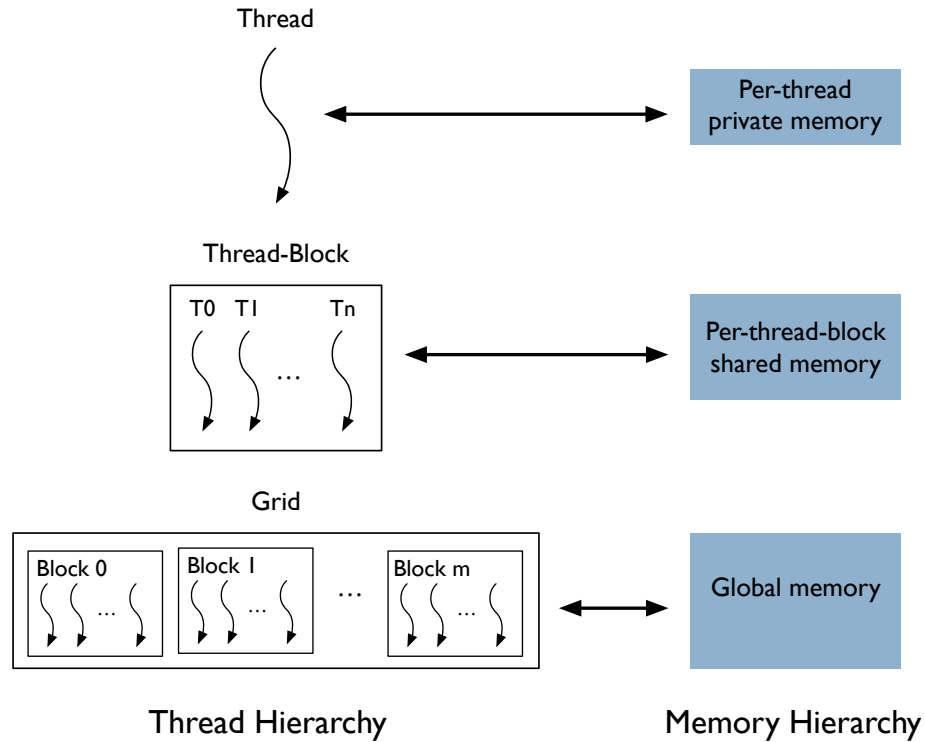 Thread
Per-thread
private memory
Thread-Block
T0 T1 Tn
...
Per-thread-block
shared memory
Grid
Block 0 Block 1 ... Block m
... ... ...
Global memory
Thread Hierarchy
Memory Hierarchy